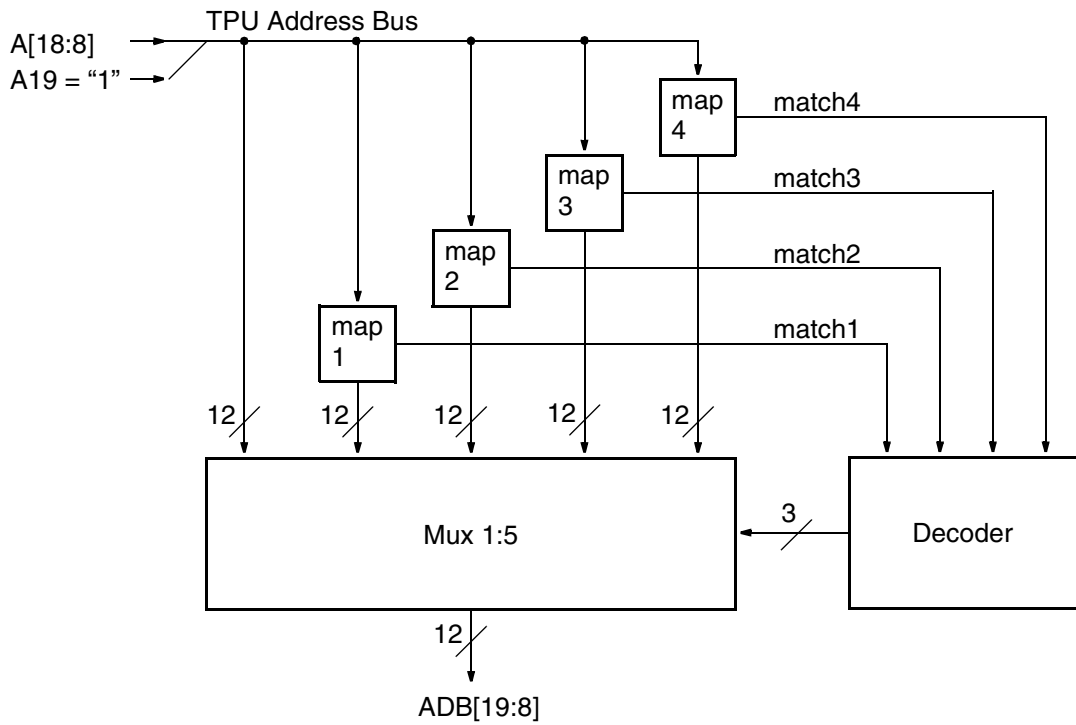 TPU Address Bus
A[18:8]
A19 = “1”
map
4
match4
map
3
match3
map
2
match2
map
1
match1
12
12
12
12
12
Mux 1:5
3
Decoder
12
ADB[19:8]